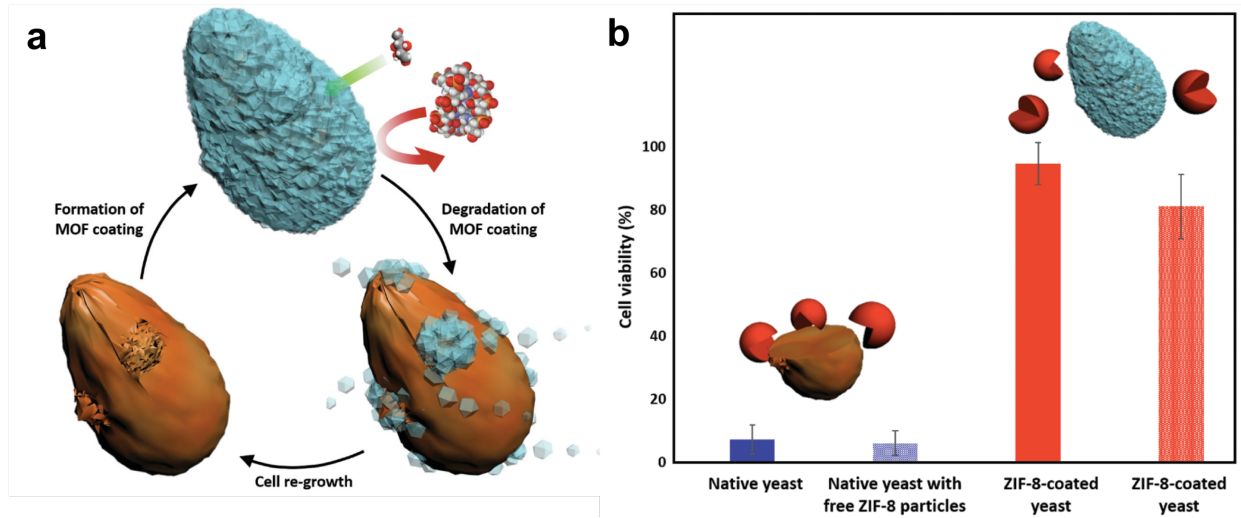 a
Formation of
MOF coating
Degradation of
MOF coating
Cell re-growth
b
Cell viability (%)
100
80
60
40
20
0
Native yeast
Native yeast with
free ZIF-8 particles
ZIF-8-coated
yeast
ZIF-8-coated
yeast